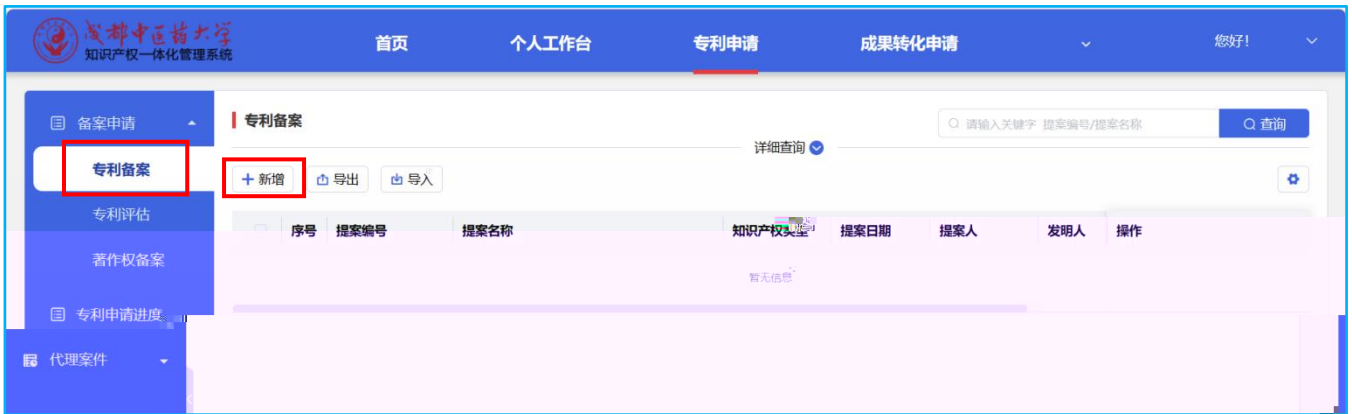 成都中医药大学
知识产权一体化管理系统
首页 个人工作台 专利申请 成果转化申请 您好！
备案申请
专利备案
专利评估
著作权备案
专利申请进度
代理案件
专利备案
请输入关键字 提案编号/提案名称 查询
详细查询
新增 导出 导入
序号 提案编号 提案名称 知识产权类型 提案日期 提案人 发明人 操作
暂无信息